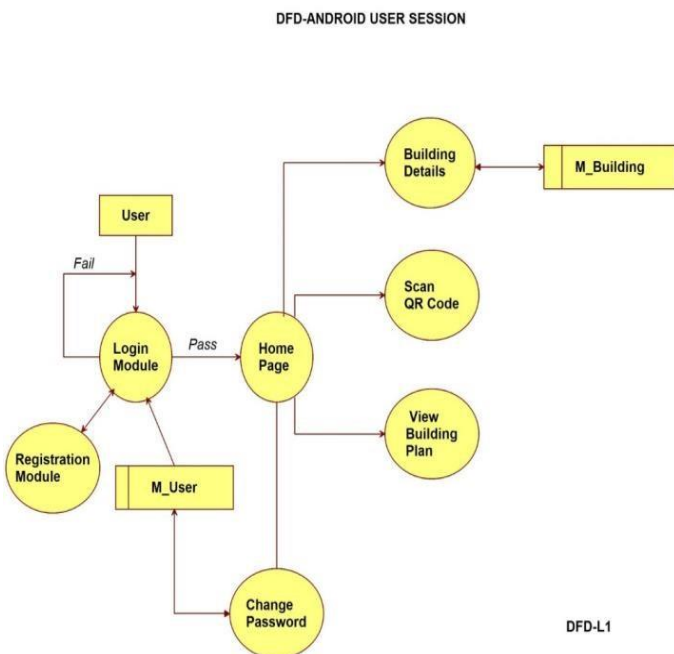 DFD-ANDROID USER SESSION
Building
Details
M_Building
User
Fail
Scan
QR Code
Login
Module
Pass
Home
Page
View
Building
Plan
Registration
Module
M_User
Change
Password
DFD-L1